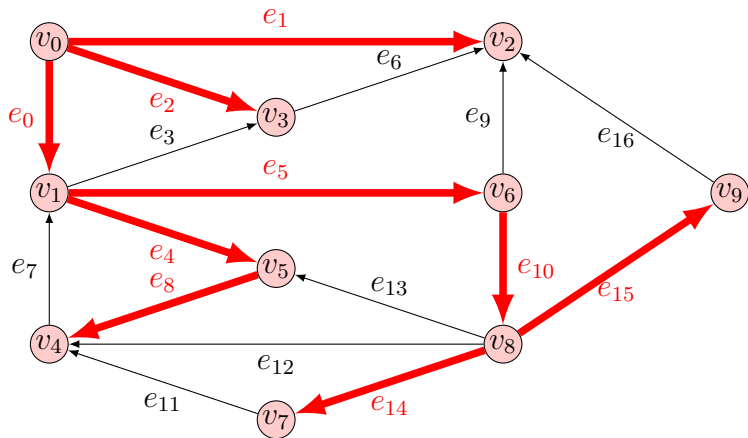 e₁
v₀
v₂
e₆
e₂
v₃
e₀
e₃
e₉
e₁₆
e₅
v₁
v₆
v₉
e₄
e₇
e₈
v₅
e₁₃
e₁₀
e₁₅
v₄
v₈
e₁₂
e₁₁
e₁₄
v₇